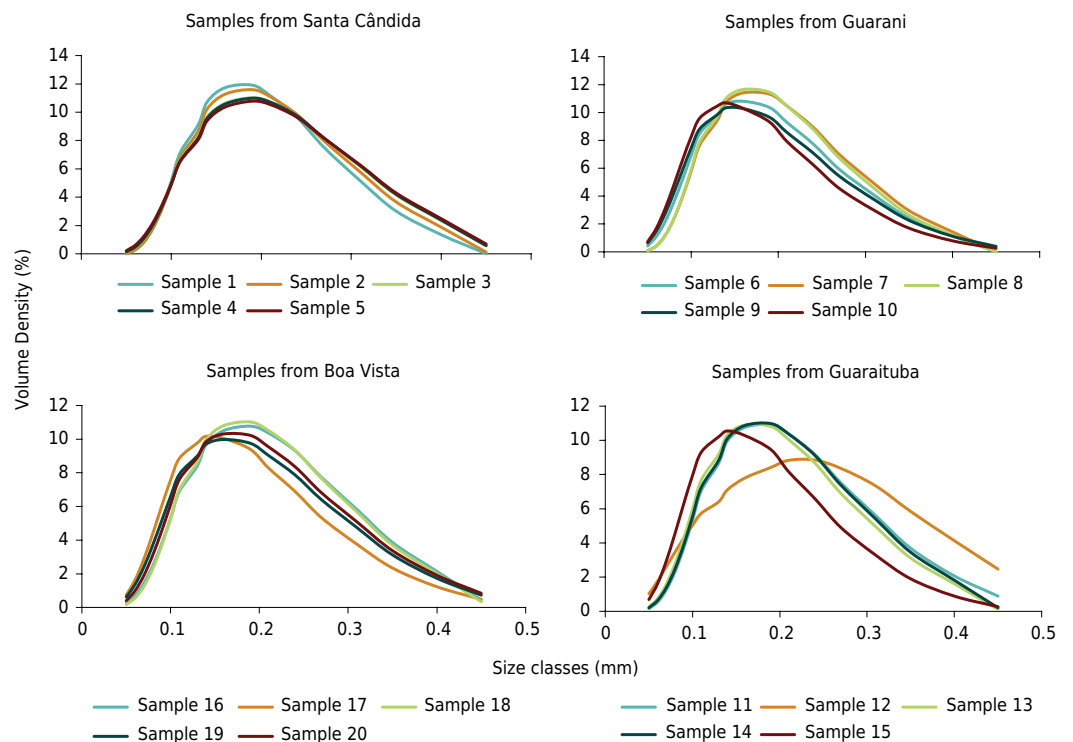 Samples from Santa Cândida
14
12
10
8
6
4
2
0
Sample 1 Sample 2 Sample 3
Sample 4 Sample 5
Samples from Guarani
14
12
10
8
6
4
2
0
Sample 6 Sample 7 Sample 8
Sample 9 Sample 10
Volume Density (%)
Samples from Boa Vista
12
10
8
6
4
2
0
0 0.1 0.2 0.3 0.4 0.5
Samples from Guaraituba
12
10
8
6
4
2
0
0 0.1 0.2 0.3 0.4 0.5
Size classes (mm)
Sample 16 Sample 17 Sample 18
Sample 19 Sample 20
Sample 11 Sample 12 Sample 13
Sample 14 Sample 15